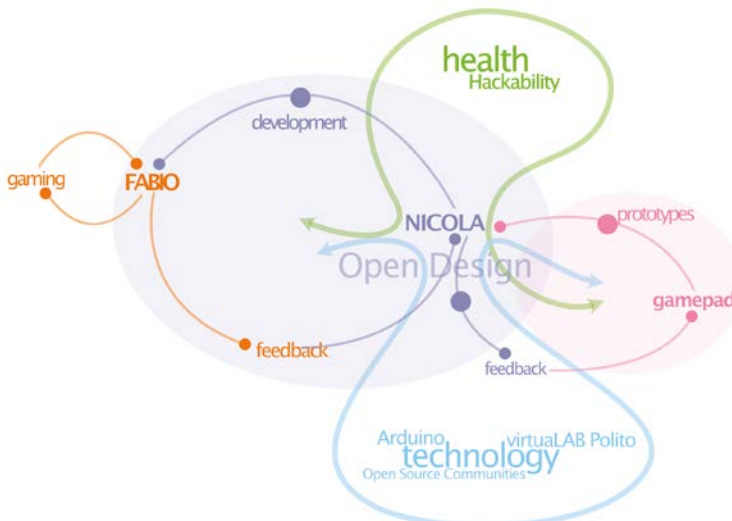 health
Hackability
development
gaming
FABIO
NICOLA
prototypes
Open Design
gamepad
feedback
feedback
Arduino
virtuaLAB Polito
technology
Open Source Communities